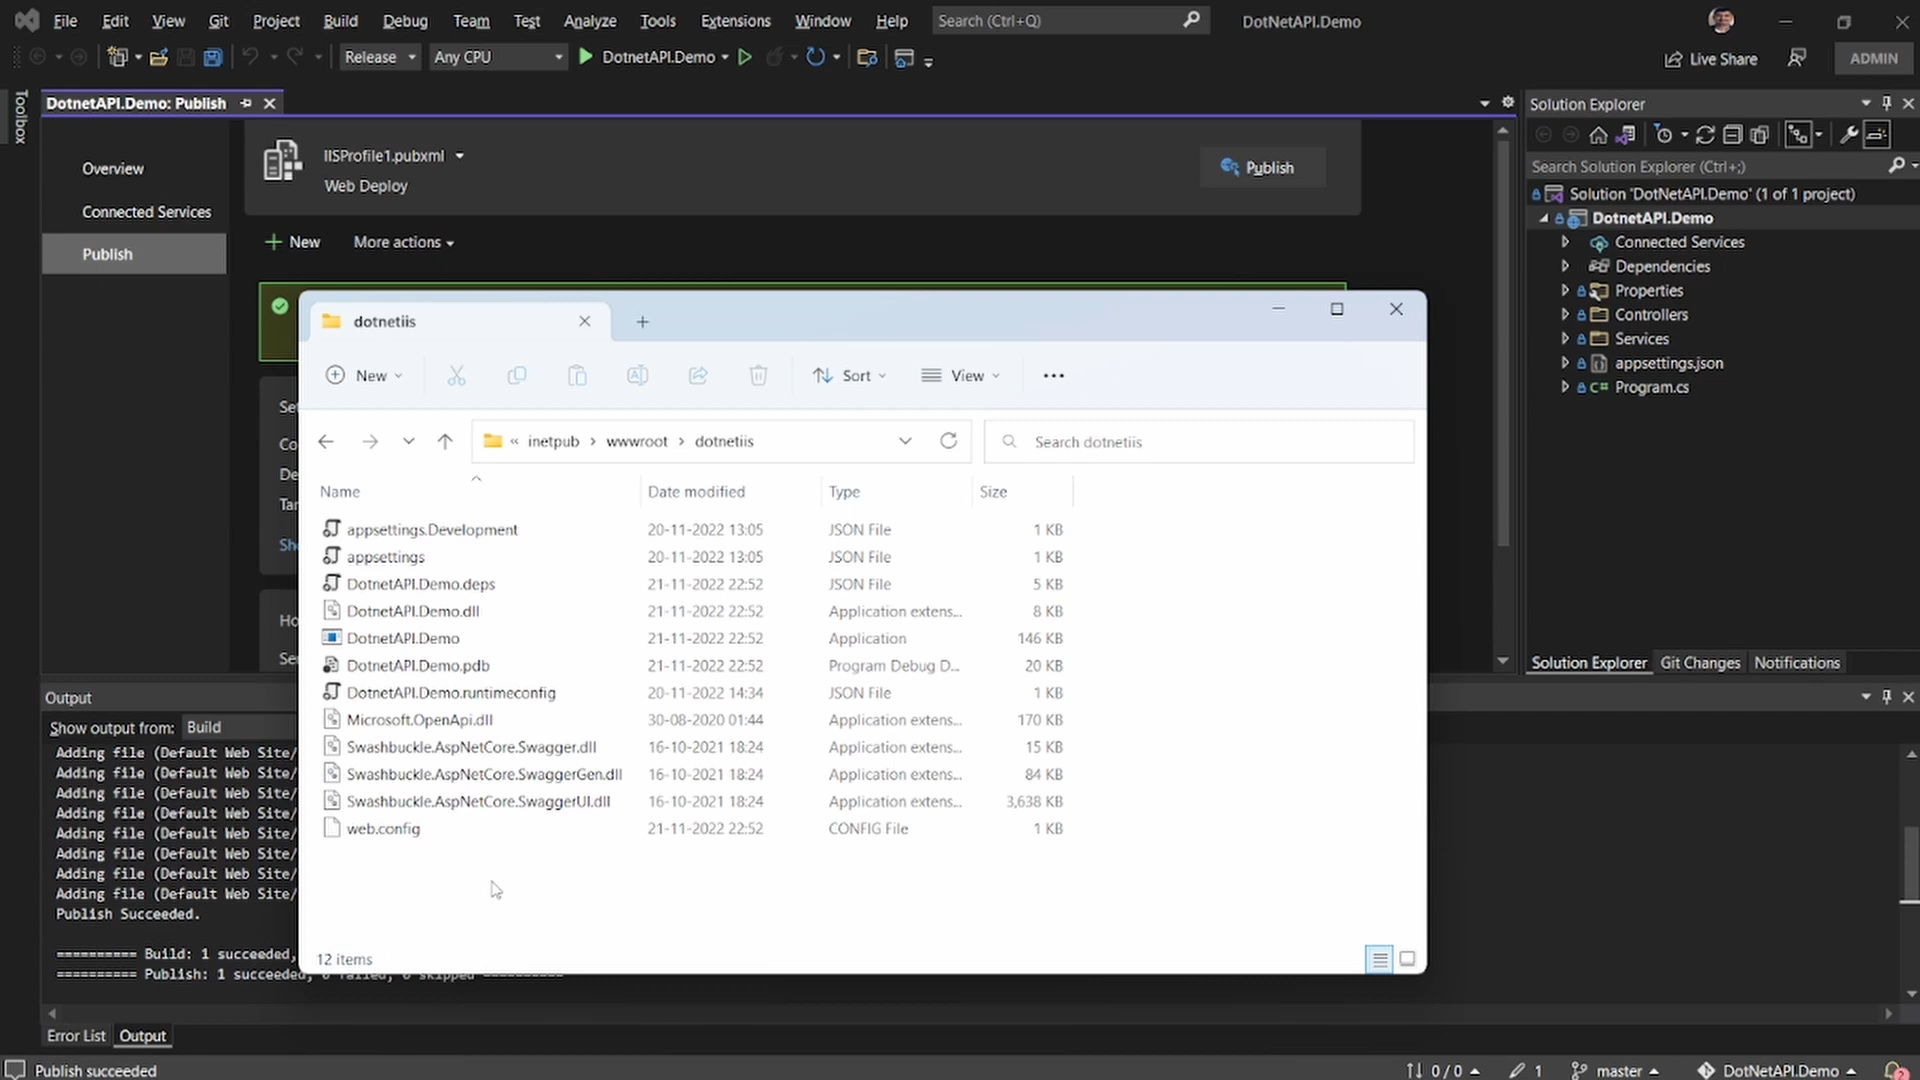 File Edit View Git Project Build Debug Team Test Analyze Tools Extensions Window Help Search (Ctrl+Q) DotNetAPI.Demo
Release Any CPU DotnetAPI.Demo Live Share ADMIN
Toolbox
DotnetAPI.Demo: Publish
Overview
Connected Services
Publish
IISProfile1.pubxml
Web Deploy
Publish
New More actions
Set
Co
De
Tar
Sho
Ho
Ser
dotnetiis
New Sort View
« inetpub > wwwroot > dotnetiis
Search dotnetiis
Name Date modified Type Size
appsettings.Development 20-11-2022 13:05 JSON File 1 KB
appsettings 20-11-2022 13:05 JSON File 1 KB
DotnetAPI.Demo.deps 21-11-2022 22:52 JSON File 5 KB
DotnetAPI.Demo.dll 21-11-2022 22:52 Application extens... 8 KB
DotnetAPI.Demo 21-11-2022 22:52 Application 146 KB
DotnetAPI.Demo.pdb 21-11-2022 22:52 Program Debug D... 20 KB
DotnetAPI.Demo.runtimeconfig 20-11-2022 14:34 JSON File 1 KB
Microsoft.OpenApi.dll 30-08-2020 01:44 Application extens... 170 KB
Swashbuckle.AspNetCore.Swagger.dll 16-10-2021 18:24 Application extens... 15 KB
Swashbuckle.AspNetCore.SwaggerGen.dll 16-10-2021 18:24 Application extens... 84 KB
Swashbuckle.AspNetCore.SwaggerUI.dll 16-10-2021 18:24 Application extens... 3,638 KB
web.config 21-11-2022 22:52 CONFIG File 1 KB
12 items
Solution Explorer
Search Solution Explorer (Ctrl+;)
Solution 'DotNetAPI.Demo' (1 of 1 project)
DotnetAPI.Demo
Connected Services
Dependencies
Properties
Controllers
Services
appsettings.json
C# Program.cs
Solution Explorer Git Changes Notifications
Output
Show output from: Build
Adding file (Default Web Site/
Adding file (Default Web Site/
Adding file (Default Web Site/
Adding file (Default Web Site/
Adding file (Default Web Site/
Adding file (Default Web Site/
Adding file (Default Web Site/
Adding file (Default Web Site/
Publish Succeeded.
========== Build: 1 succeeded,
========== Publish: 1 succeeded, 0 failed, 0 skipped ==========
Error List Output
Publish succeeded 0 / 0 1 master DotNetAPI.Demo 2